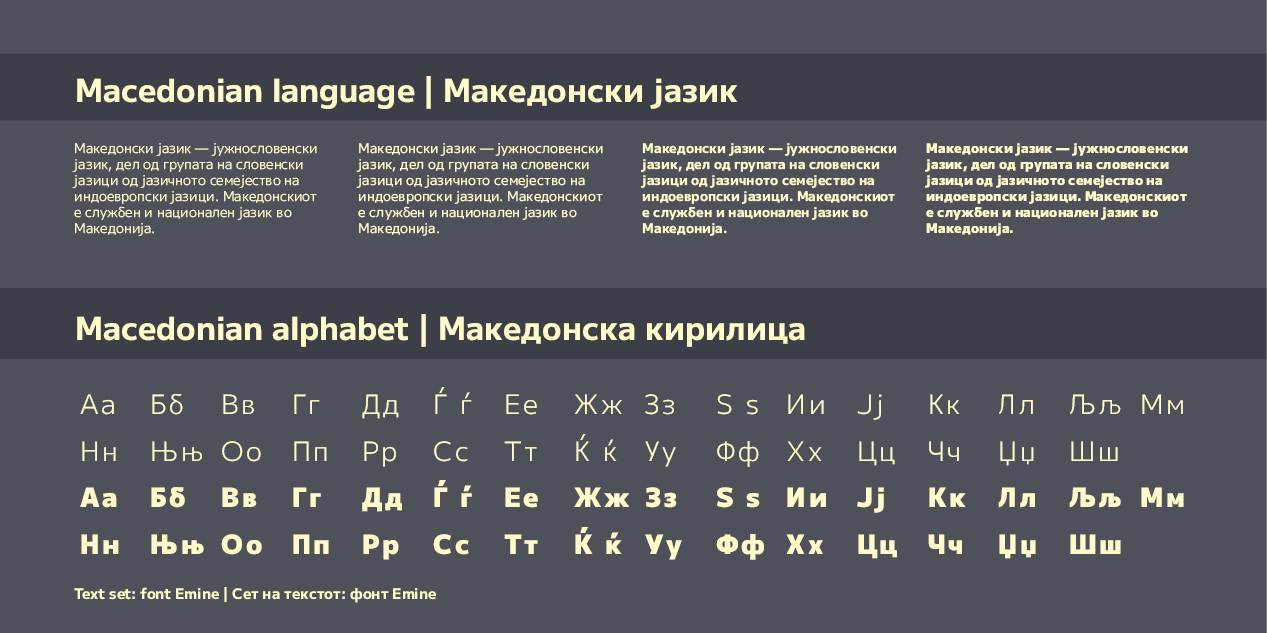 Macedonian language | Македонски јазик
Македонски јазик — јужнословенски
јазик, дел од групата на словенски
јазици од јазичното семејство на
индоевропски јазици. Македонскиот
е службен и национален јазик во
Македонија.
Македонски јазик — јужнословенски
јазик, дел од групата на словенски
јазици од јазичното семејство на
индоевропски јазици. Македонскиот
е службен и национален јазик во
Македонија.
Македонски јазик — јужнословенски
јазик, дел од групата на словенски
јазици од јазичното семејство на
индоевропски јазици. Македонскиот
е службен и национален јазик во
Македонија.
Македонски јазик — јужнословенски
јазик, дел од групата на словенски
јазици од јазичното семејство на
индоевропски јазици. Македонскиот
е службен и национален јазик во
Македонија.
Macedonian alphabet | Македонска кирилица
Аа Бб Вв Гг Дд Ѓ ѓ Ее Жж Зз Ѕ ѕ Ии Јј Кк Лл Љљ Мм
Нн Њњ Оо Пп Рр Сс Тт Ќ ќ Уу Фф Хх Цц Чч Џџ Шш
Аа Бб Вв Гг Дд Ѓ ѓ Ее Жж Зз Ѕ ѕ Ии Јј Кк Лл Љљ Мм
Нн Њњ Оо Пп Рр Сс Тт Ќ ќ Уу Фф Хх Цц Чч Џџ Шш
Text set: font Emine | Сет на текстот: фонт Emine